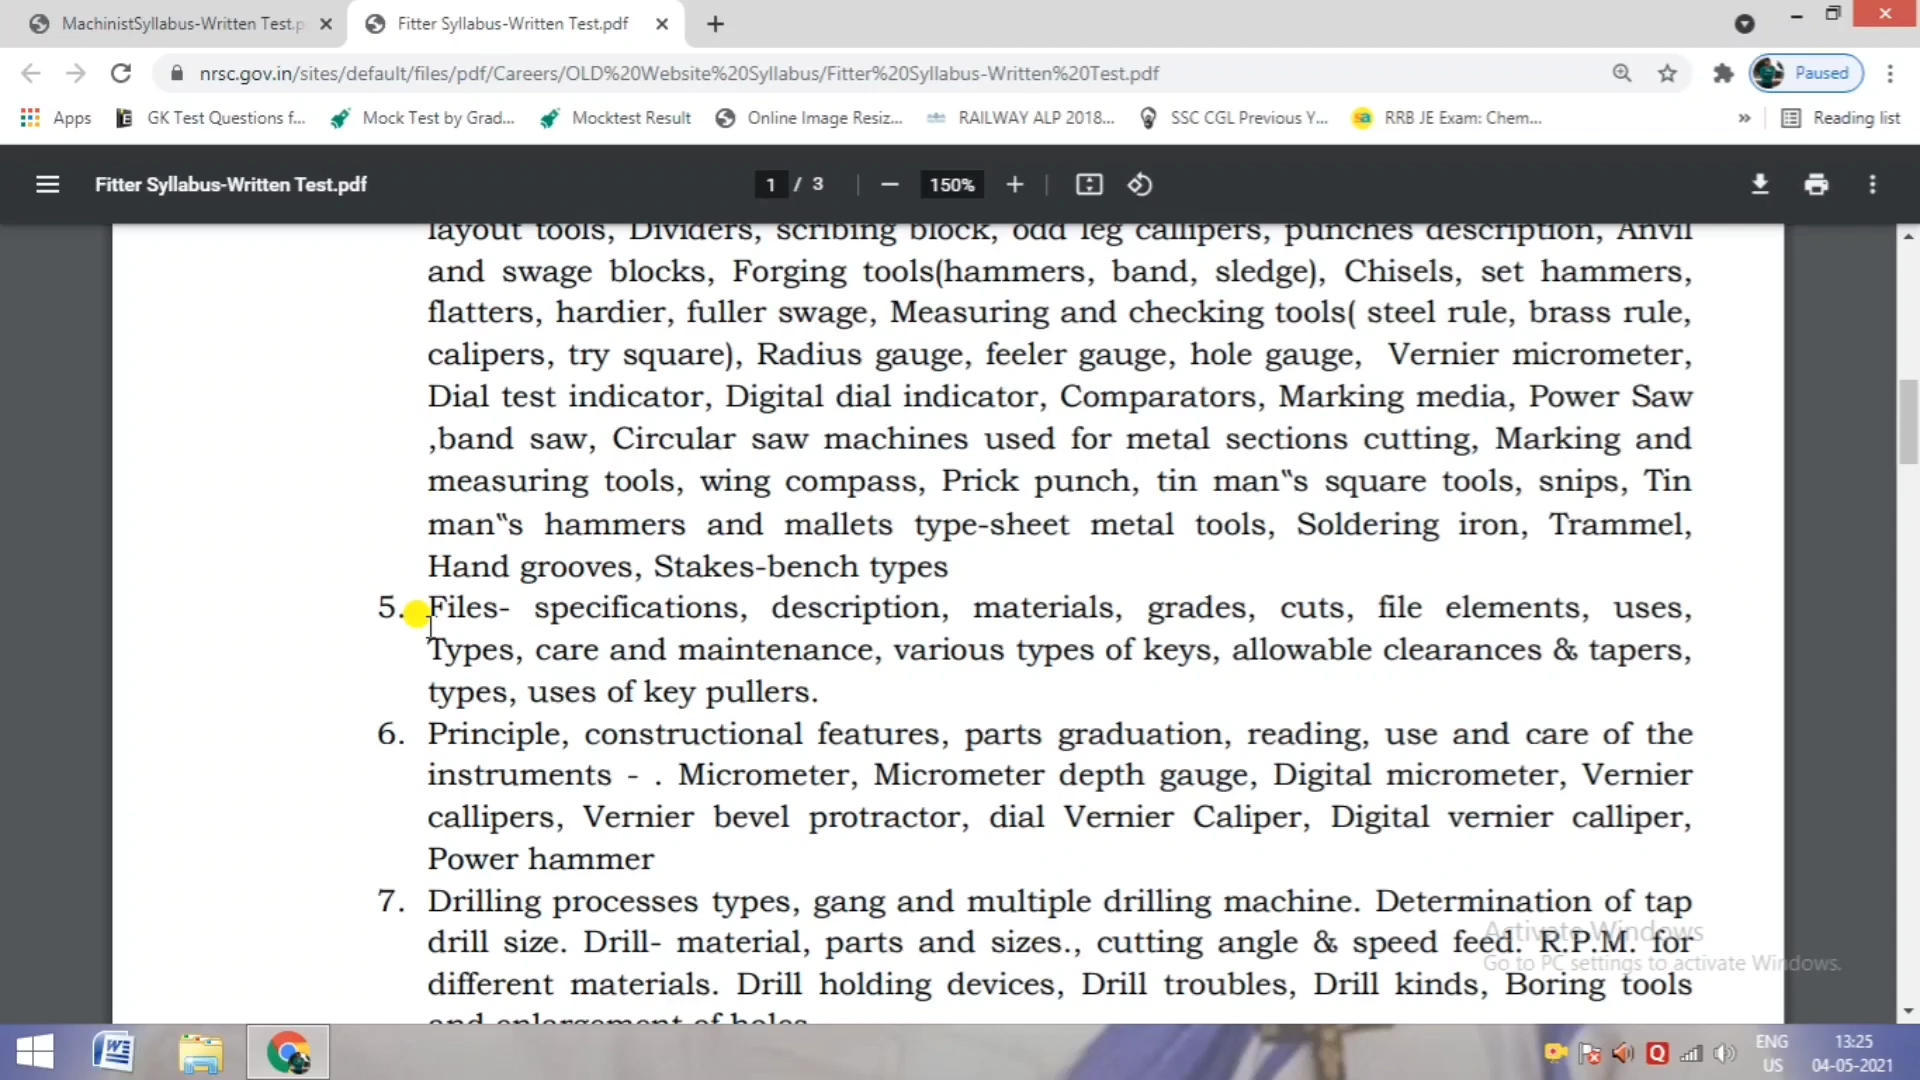 MachinistSyllabus-Written Test.p
Fitter Syllabus-Written Test.pdf
nrsc.gov.in/sites/default/files/pdf/Careers/OLD%20Website%20Syllabus/Fitter%20Syllabus-Written%20Test.pdf
Paused
Apps
GK Test Questions f...
Mock Test by Grad...
Mocktest Result
Online Image Resiz...
RAILWAY ALP 2018...
SSC CGL Previous Y...
sa
RRB JE Exam: Chem...
»
Reading list
Fitter Syllabus-Written Test.pdf
1 / 3
150%
layout tools, Dividers, scribing block, odd leg callipers, punches description, Anvil
and swage blocks, Forging tools(hammers, band, sledge), Chisels, set hammers,
flatters, hardier, fuller swage, Measuring and checking tools( steel rule, brass rule,
calipers, try square), Radius gauge, feeler gauge, hole gauge, Vernier micrometer,
Dial test indicator, Digital dial indicator, Comparators, Marking media, Power Saw
,band saw, Circular saw machines used for metal sections cutting, Marking and
measuring tools, wing compass, Prick punch, tin man‟s square tools, snips, Tin
man‟s hammers and mallets type-sheet metal tools, Soldering iron, Trammel,
Hand grooves, Stakes-bench types
5. Files- specifications, description, materials, grades, cuts, file elements, uses,
Types, care and maintenance, various types of keys, allowable clearances & tapers,
types, uses of key pullers.
6. Principle, constructional features, parts graduation, reading, use and care of the
instruments - . Micrometer, Micrometer depth gauge, Digital micrometer, Vernier
callipers, Vernier bevel protractor, dial Vernier Caliper, Digital vernier calliper,
Power hammer
7. Drilling processes types, gang and multiple drilling machine. Determination of tap
drill size. Drill- material, parts and sizes., cutting angle & speed feed. R.P.M. for
different materials. Drill holding devices, Drill troubles, Drill kinds, Boring tools
and enlargement of holes
Activate Windows
Go to PC settings to activate Windows.
ENG
US
13:25
04-05-2021